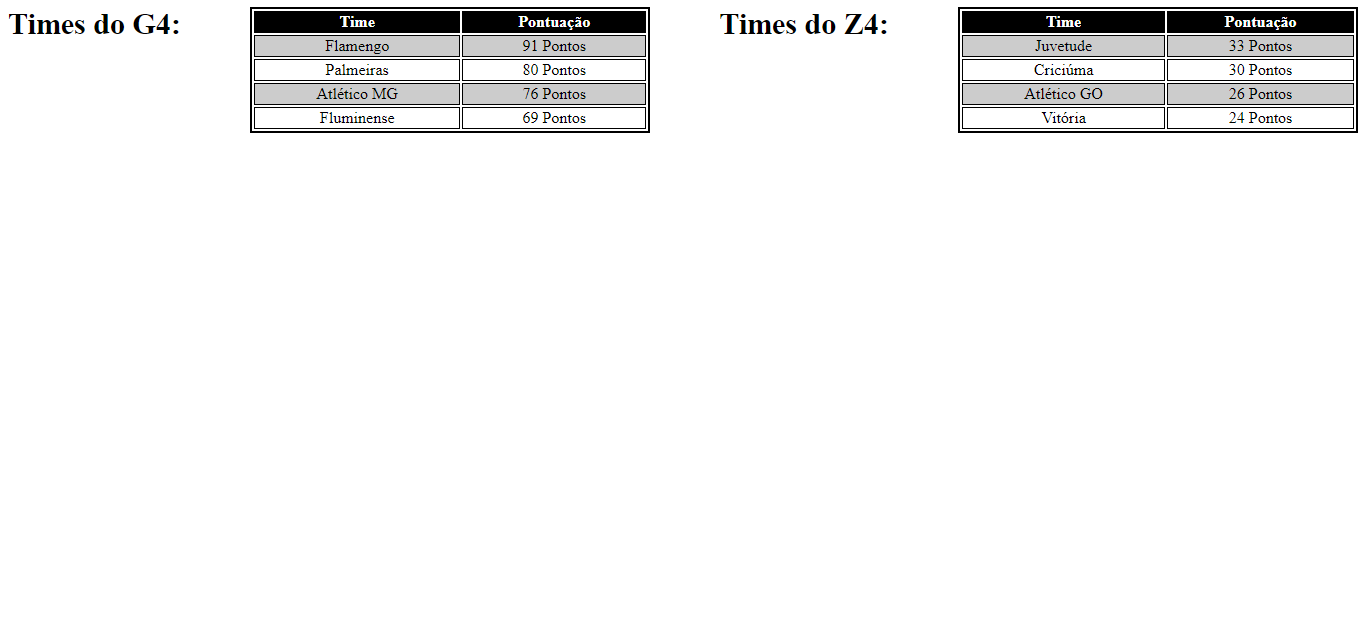 Times do G4:
Time Pontuação
Flamengo 91 Pontos
Palmeiras 80 Pontos
Atlético MG 76 Pontos
Fluminense 69 Pontos
Times do Z4:
Time Pontuação
Juvetude 33 Pontos
Criciúma 30 Pontos
Atlético GO 26 Pontos
Vitória 24 Pontos